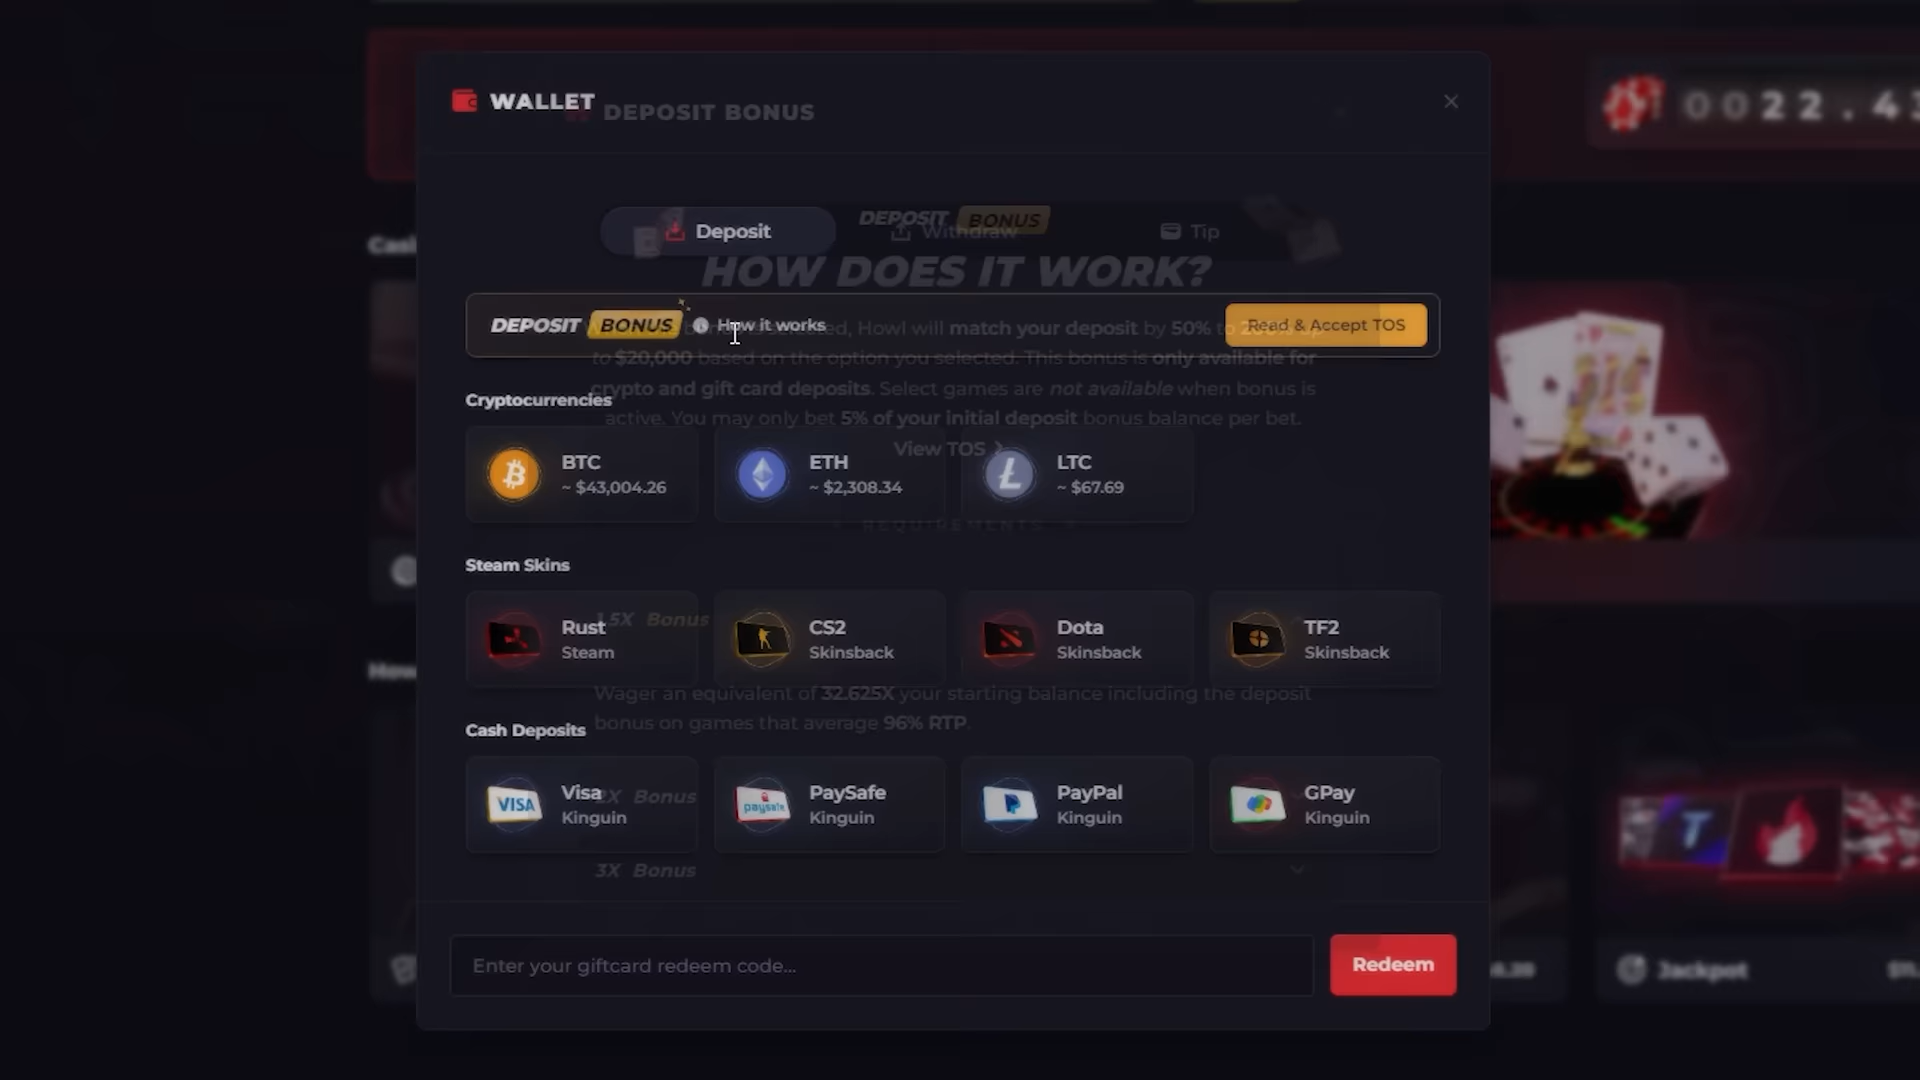 WALLET
DEPOSIT BONUS
0022.43
Deposit
Withdraw
Tip
DEPOSIT BONUS
HOW DOES IT WORK?
DEPOSIT BONUS
How it works
Read & Accept TOS
selected, Howl will match your deposit by 50% to
to $20,000 based on the option you selected. This bonus is only available for
crypto and gift card deposits. Select games are not available when bonus is
active. You may only bet 5% of your initial deposit bonus balance per bet.
View TOS
Cryptocurrencies
BTC
~ $43,004.26
ETH
~ $2,308.34
LTC
~ $67.69
REQUIREMENTS
Steam Skins
1.5X Bonus
Rust
Steam
CS2
Skinsback
Dota
Skinsback
TF2
Skinsback
Wager an equivalent of 32.625X your starting balance including the deposit
bonus on games that average 96% RTP.
Cash Deposits
Visa
Kinguin
PaySafe
Kinguin
PayPal
Kinguin
GPay
Kinguin
VISA
paysafe
2X Bonus
3X Bonus
Enter your giftcard redeem code...
Redeem
Jackpot